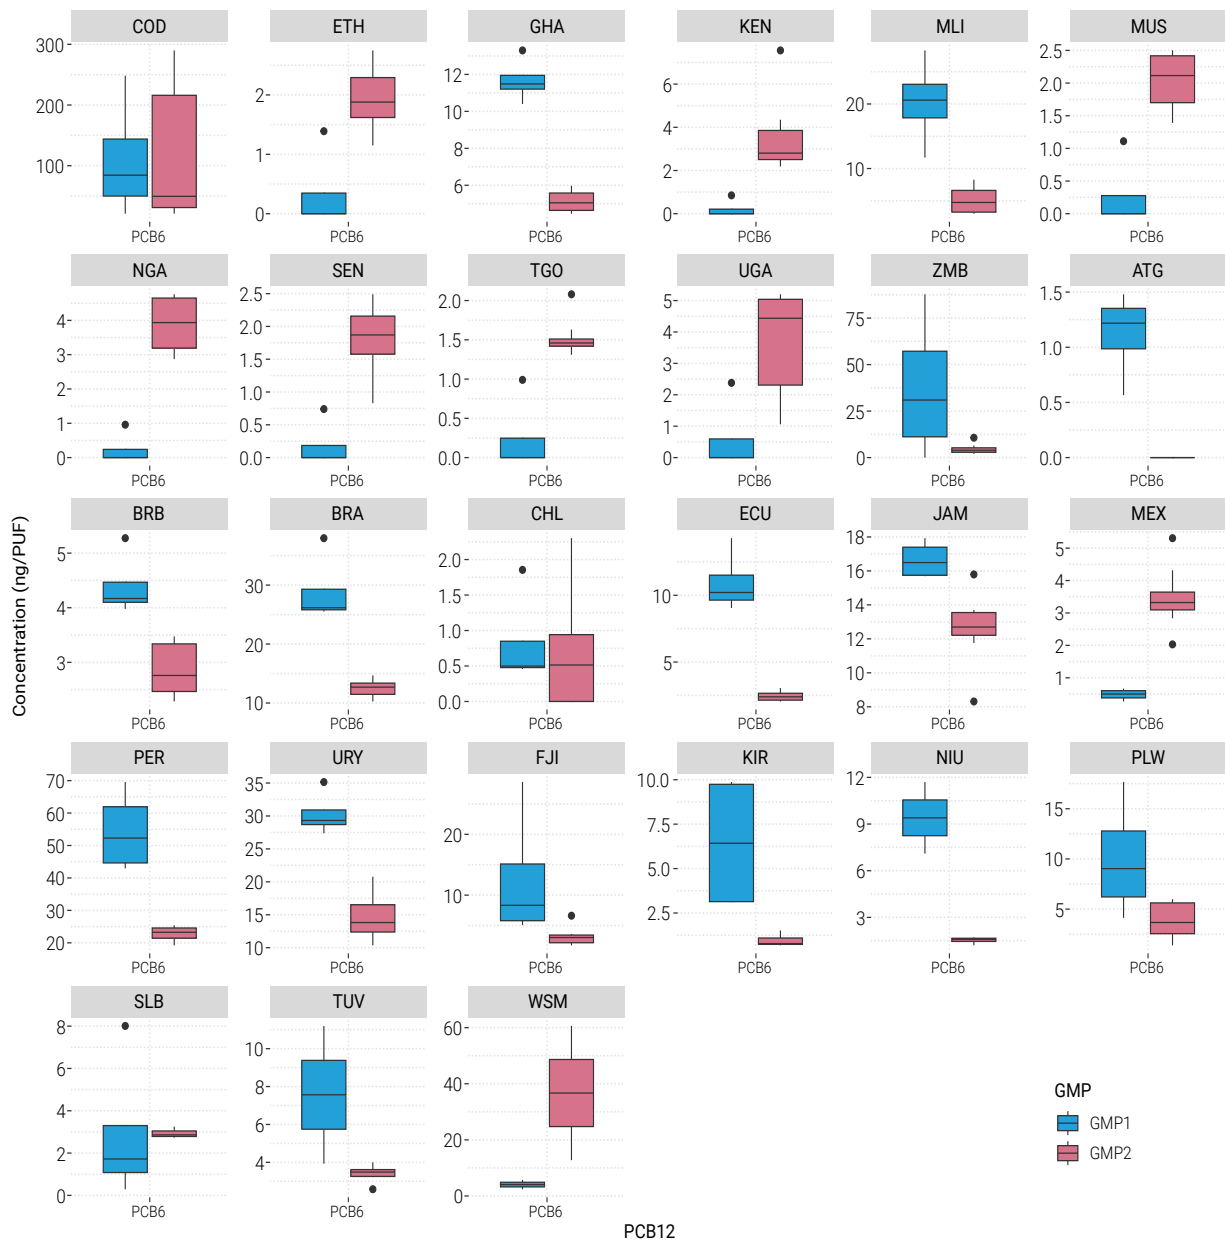 COD ETH GHA KEN MLI MUS
300 200 100
2 1 0
12 10 8 6
6 4 2 0
20 10
2.5 2.0 1.5 1.0 0.5 0.0
PCB6 PCB6 PCB6 PCB6 PCB6 PCB6
NGA SEN TGO UGA ZMB ATG
4 3 2 1 0
2.5 2.0 1.5 1.0 0.5 0.0
2.0 1.5 1.0 0.5 0.0
5 4 3 2 1 0
75 50 25 0
1.5 1.0 0.5 0.0
PCB6 PCB6 PCB6 PCB6 PCB6 PCB6
Concentration (ng/PUF)
BRB BRA CHL ECU JAM MEX
5 4 3
30 20 10
2.0 1.5 1.0 0.5 0.0
10 5
18 16 14 12 10 8
5 4 3 2 1
PCB6 PCB6 PCB6 PCB6 PCB6 PCB6
PER URY FJI KIR NIU PLW
70 60 50 40 30 20
35 30 25 20 15 10
20 10
10.0 7.5 5.0 2.5
12 9 6 3
15 10 5
PCB6 PCB6 PCB6 PCB6 PCB6 PCB6
SLB TUV WSM
8 6 4 2 0
10 8 6 4
60 40 20 0
PCB6 PCB6 PCB6
PCB12
GMP
GMP1
GMP2